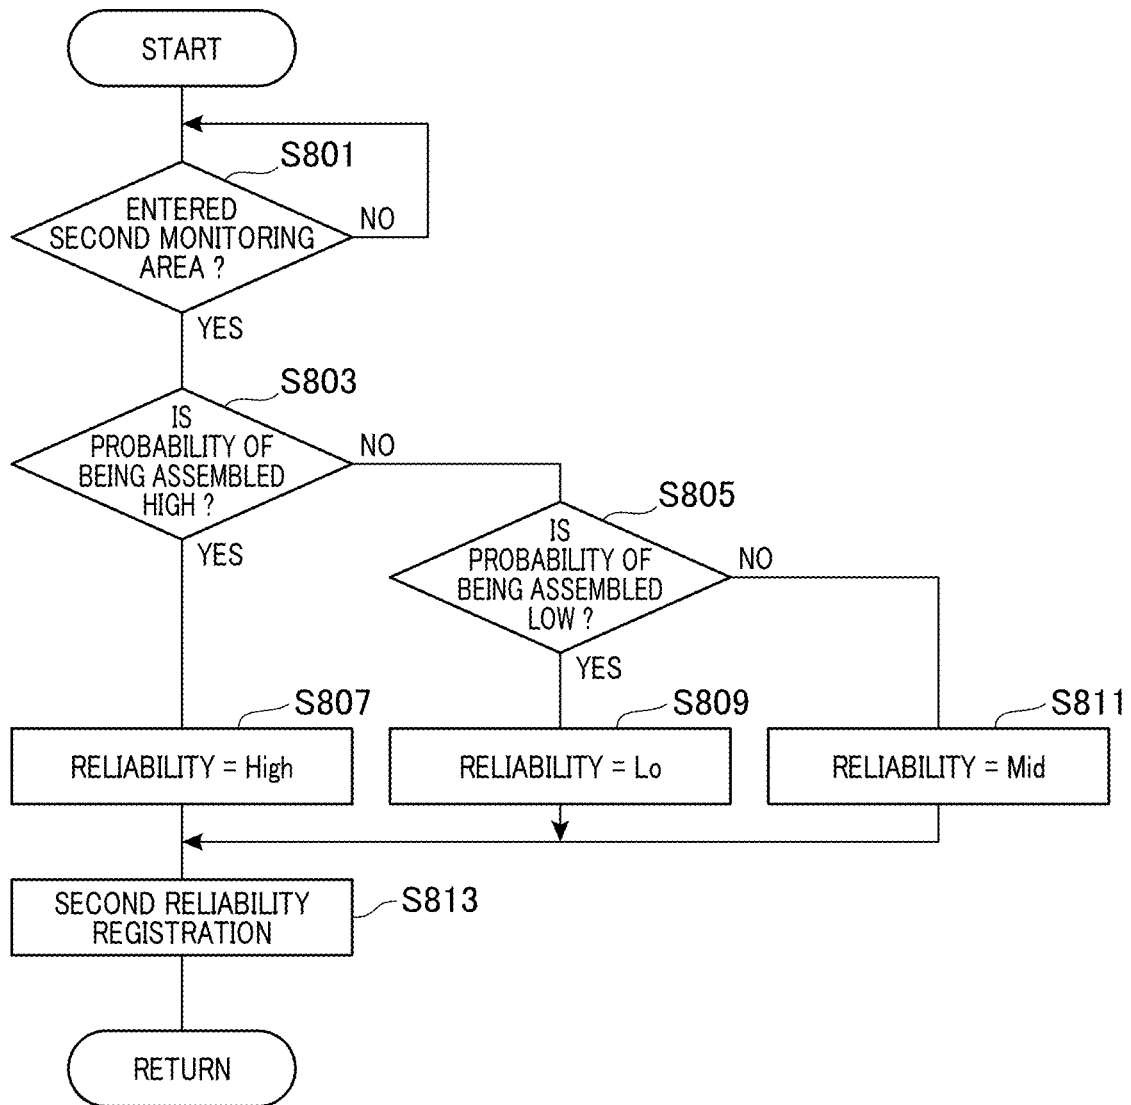 START
S801
ENTERED
SECOND MONITORING
AREA ?
NO
YES
S803
IS
PROBABILITY OF
BEING ASSEMBLED
HIGH ?
NO
YES
S805
IS
PROBABILITY OF
BEING ASSEMBLED
LOW ?
NO
YES
S807
RELIABILITY = High
S809
RELIABILITY = Lo
S811
RELIABILITY = Mid
SECOND RELIABILITY
REGISTRATION
S813
RETURN